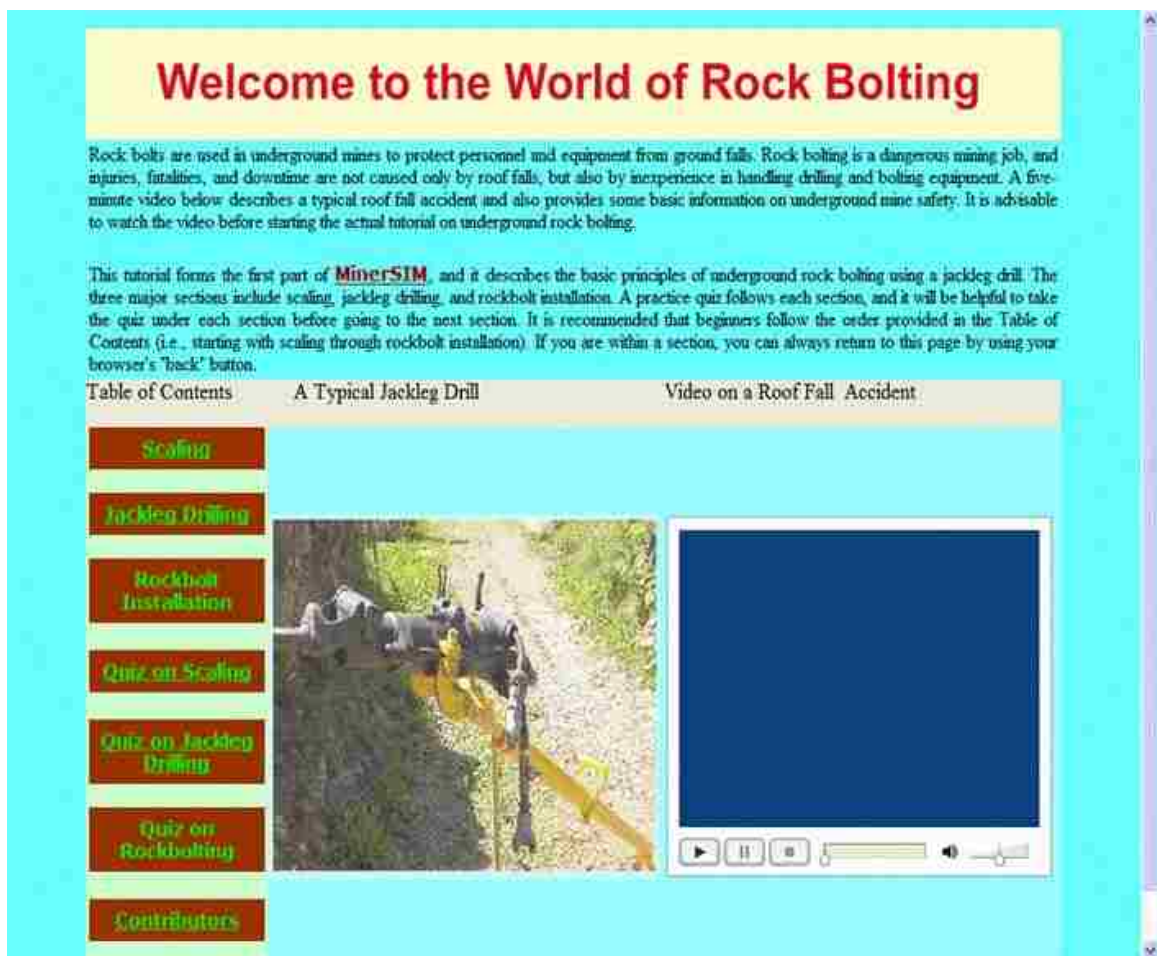 Welcome to the World of Rock Bolting
Rock bolts are used in underground mines to protect personnel and equipment from ground falls. Rock bolting is a dangerous mining job, and
injuries, fatalities, and downtime are not caused only by roof falls, but also by inexperience in handling drilling and bolting equipment. A five-
minute video below describes a typical roof fall accident and also provides some basic information on underground mine safety. It is advisable
to watch the video before starting the actual tutorial on underground rock bolting.
This tutorial forms the first part of MinerSIM, and it describes the basic principles of underground rock bolting using a jackleg drill. The
three major sections include scaling, jackleg drilling, and rockbolt installation. A practice quiz follows each section, and it will be helpful to take
the quiz under each section before going to the next section. It is recommended that beginners follow the order provided in the Table of
Contents (i.e., starting with scaling through rockbolt installation). If you are within a section, you can always return to this page by using your
browser's "back" button.
Table of Contents A Typical Jackleg Drill Video on a Roof Fall Accident
Scaling
Jackleg Drilling
Rockbolt
Installation
Quiz on Scaling
Quiz on Jackleg
Drilling
Quiz on
Rockbolting
Contributors